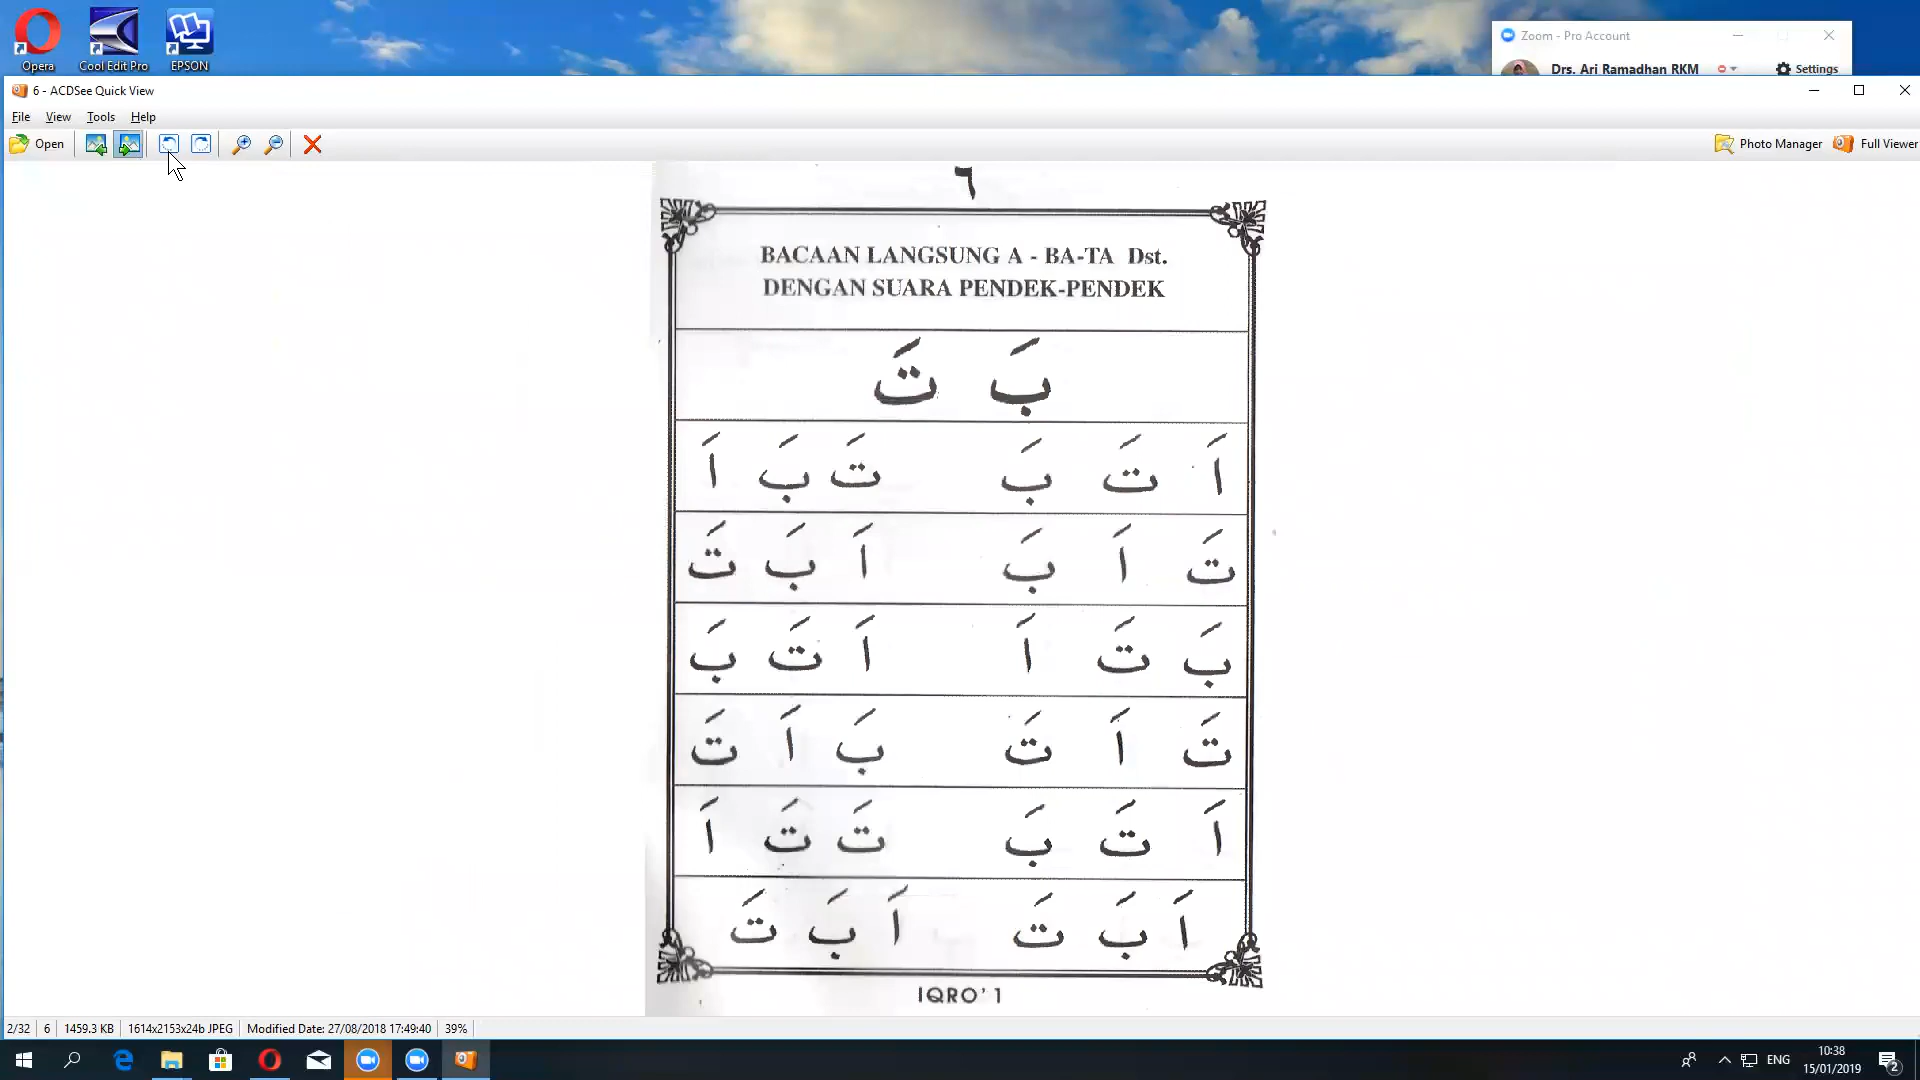 Opera
Cool Edit Pro
EPSON
Zoom - Pro Account
Drs. Ari Ramadhan RKM
Settings
6 - ACDSee Quick View
File View Tools Help
Open
Photo Manager
Full Viewer
٦
BACAAN LANGSUNG A - BA-TA Dst.
DENGAN SUARA PENDEK-PENDEK
بَ تَ
اَ تَ بَ تَ بَ اَ
تَ اَ بَ اَ بَ تَ
بَ تَ اَ اَ تَ بَ
تَ اَ تَ بَ اَ تَ
اَ تَ بَ تَ تَ اَ
اَ بَ تَ اَ بَ تَ
IQRO' 1
2/32 6 1459.3 KB 1614x2153x24b JPEG Modified Date: 27/08/2018 17:49:40 39%
ENG
10:38
15/01/2019
2